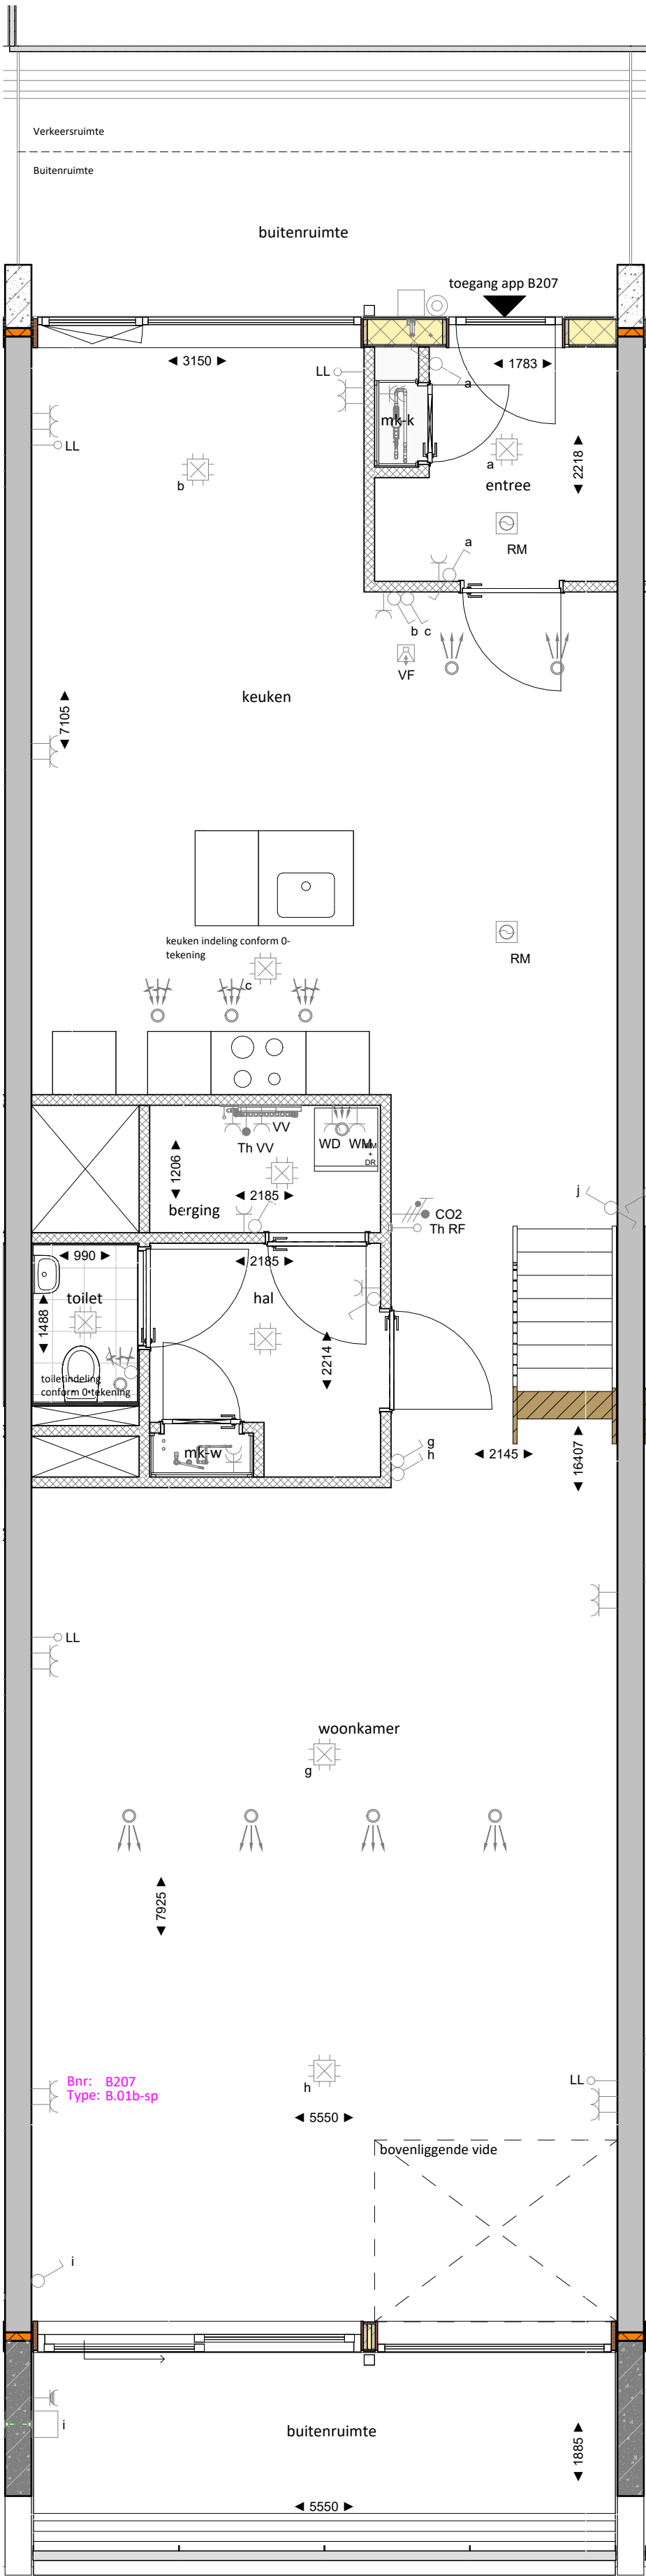 Verkeersruimte
Buitenruimte
buitenruimte
toegang app B207
3150
1783
LL
a
mk-k
LL
b
a
2218
entree
a
RM
b c
VF
keuken
7105
keuken indeling conform 0-
tekening
c
RM
VV
Th VV
WD
WM
WM
+
DR
1206
2185
berging
j
CO2
Th RF
990
2185
toilet
hal
1488
2214
toiletindeling
conform 0-tekening
mk-w
g
h
2145
16407
LL
woonkamer
g
7925
h
Bnr: B207
Type: B.01b-sp
LL
5550
bovenliggende vide
i
i
buitenruimte
1885
5550